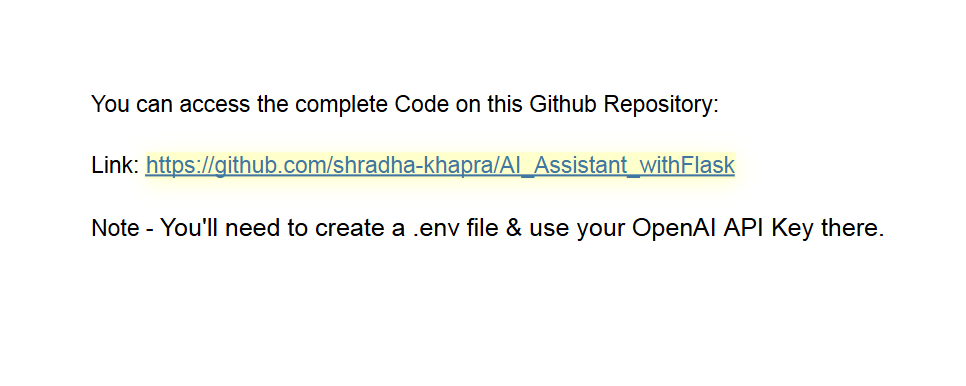 You can access the complete Code on this Github Repository:
Link: https://github.com/shradha-khapra/AI_Assistant_withFlask
Note - You'll need to create a .env file & use your OpenAI API Key there.